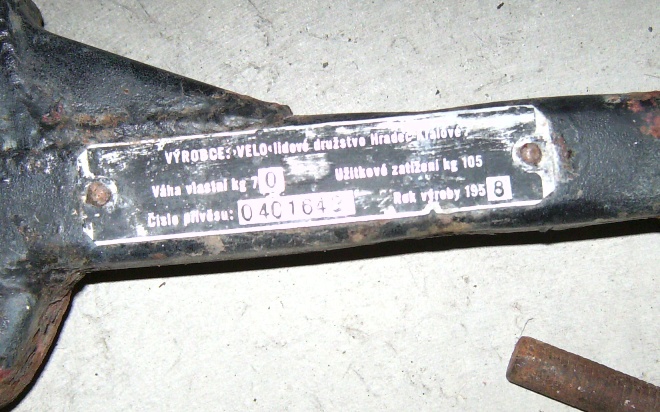 VÝROBCE: VELO-lidové družstvo Hradec Králové
Váha vlastní kg 70 Užitkové zatížení kg 105
Číslo přívěsu: Rok výroby 1958